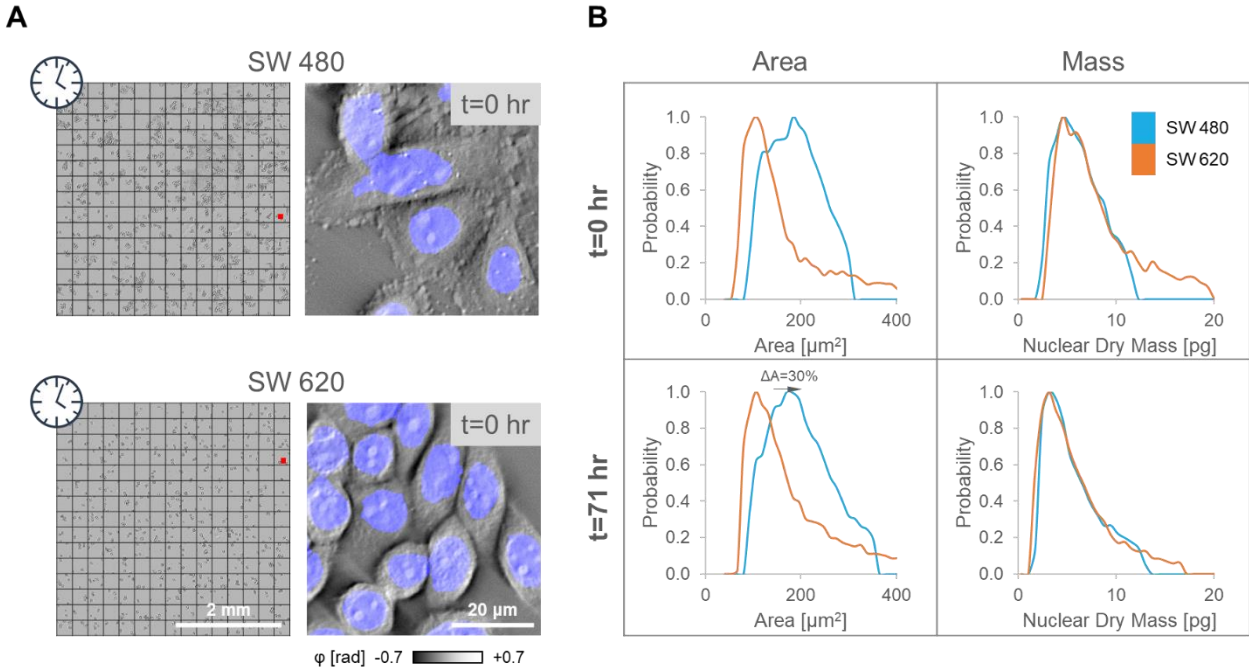 A
SW 480
t=0 hr
SW 620
t=0 hr
2 mm
20 µm
φ [rad] -0.7 +0.7
B
Area
Mass
t=0 hr
Probability
1.0
0.8
0.6
0.4
0.2
0.0
0 200 400
Area [µm²]
Probability
1.0
0.8
0.6
0.4
0.2
0.0
0 10 20
Nuclear Dry Mass [pg]
SW 480
SW 620
t=71 hr
ΔA=30%
Probability
1.0
0.8
0.6
0.4
0.2
0.0
0 200 400
Area [µm²]
Probability
1.0
0.8
0.6
0.4
0.2
0.0
0 10 20
Nuclear Dry Mass [pg]